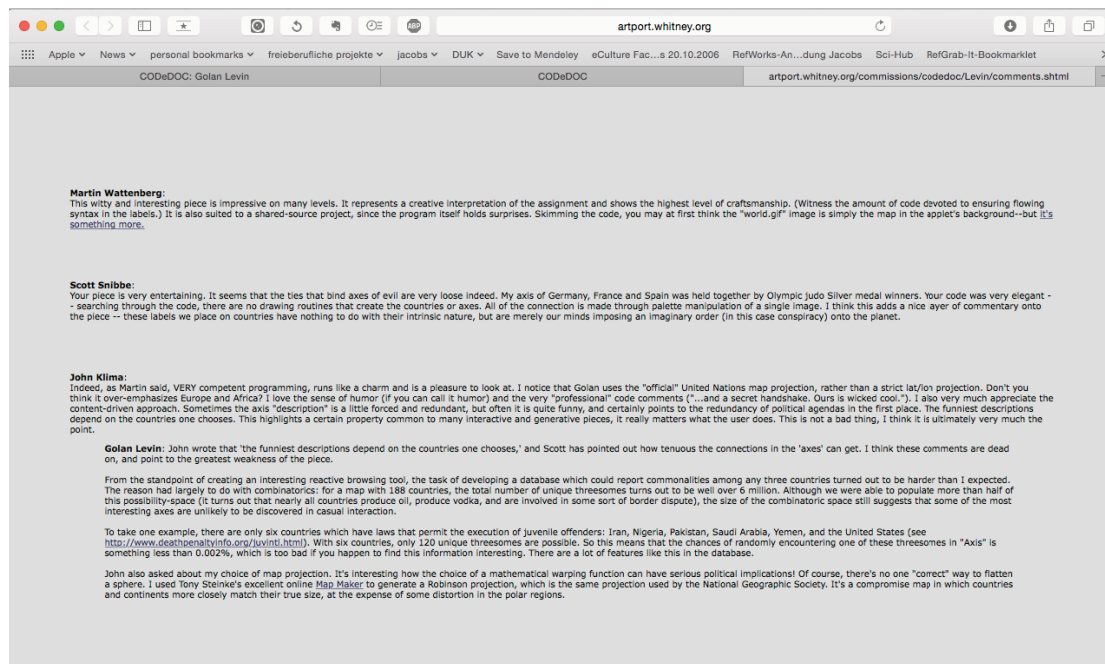 ABP
artport.whitney.org
Apple News personal bookmarks freieberufliche projekte jacobs DUK Save to Mendeley eCulture Fac...s 20.10.2006 RefWorks-An...dung Jacobs Sci-Hub RefGrab-It-Bookmarklet
CODeDOC: Golan Levin CODeDOC artport.whitney.org/commissions/codedoc/Levin/comments.shtml
Martin Wattenberg:
This witty and interesting piece is impressive on many levels. It represents a creative interpretation of the assignment and shows the highest level of craftsmanship. (Witness the amount of code devoted to ensuring flowing
syntax in the labels.) It is also suited to a shared-source project, since the program itself holds surprises. Skimming the code, you may at first think the "world.gif" image is simply the map in the applet's background--but it's
something more.
Scott Snibbe:
Your piece is very entertaining. It seems that the ties that bind axes of evil are very loose indeed. My axis of Germany, France and Spain was held together by Olympic judo Silver medal winners. Your code was very elegant -
- searching through the code, there are no drawing routines that create the countries or axes. All of the connection is made through palette manipulation of a single image. I think this adds a nice ayer of commentary onto
the piece -- these labels we place on countries have nothing to do with their intrinsic nature, but are merely our minds imposing an imaginary order (in this case conspiracy) onto the planet.
John Klima:
Indeed, as Martin said, VERY competent programming, runs like a charm and is a pleasure to look at. I notice that Golan uses the "official" United Nations map projection, rather than a strict lat/lon projection. Don't you
think it over-emphasizes Europe and Africa? I love the sense of humor (if you can call it humor) and the very "professional" code comments ("...and a secret handshake. Ours is wicked cool."). I also very much appreciate the
content-driven approach. Sometimes the axis "description" is a little forced and redundant, but often it is quite funny, and certainly points to the redundancy of political agendas in the first place. The funniest descriptions
depend on the countries one chooses. This highlights a certain property common to many interactive and generative pieces, it really matters what the user does. This is not a bad thing, I think it is ultimately very much the
point.
Golan Levin: John wrote that 'the funniest descriptions depend on the countries one chooses,' and Scott has pointed out how tenuous the connections in the 'axes' can get. I think these comments are dead
on, and point to the greatest weakness of the piece.
From the standpoint of creating an interesting reactive browsing tool, the task of developing a database which could report commonalities among any three countries turned out to be harder than I expected.
The reason had largely to do with combinatorics: for a map with 188 countries, the total number of unique threesomes turns out to be well over 6 million. Although we were able to populate more than half of
this possibility-space (it turns out that nearly all countries produce oil, produce vodka, and are involved in some sort of border dispute), the size of the combinatoric space still suggests that some of the most
interesting axes are unlikely to be discovered in casual interaction.
To take one example, there are only six countries which have laws that permit the execution of juvenile offenders: Iran, Nigeria, Pakistan, Saudi Arabia, Yemen, and the United States (see
http://www.deathpenaltyinfo.org/juvintl.html). With six countries, only 120 unique threesomes are possible. So this means that the chances of randomly encountering one of these threesomes in "Axis" is
something less than 0.002%, which is too bad if you happen to find this information interesting. There are a lot of features like this in the database.
John also asked about my choice of map projection. It's interesting how the choice of a mathematical warping function can have serious political implications! Of course, there's no one "correct" way to flatten
a sphere. I used Tony Steinke's excellent online Map Maker to generate a Robinson projection, which is the same projection used by the National Geographic Society. It's a compromise map in which countries
and continents more closely match their true size, at the expense of some distortion in the polar regions.